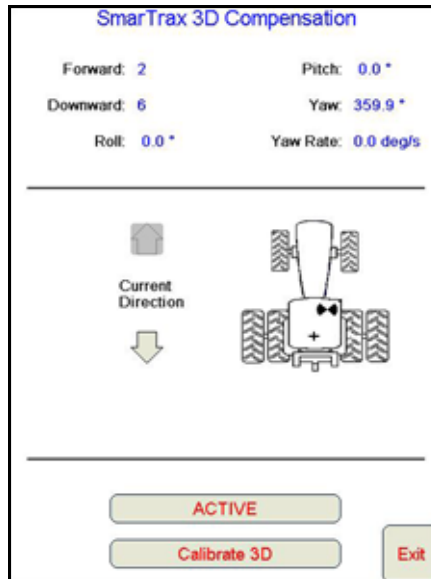 SmarTrax 3D Compensation
Forward: 2 Pitch: 0.0 °
Downward: 6 Yaw: 359.9 °
Roll: 0.0 ° Yaw Rate: 0.0 deg/s
Current
Direction
ACTIVE
Calibrate 3D
Exit